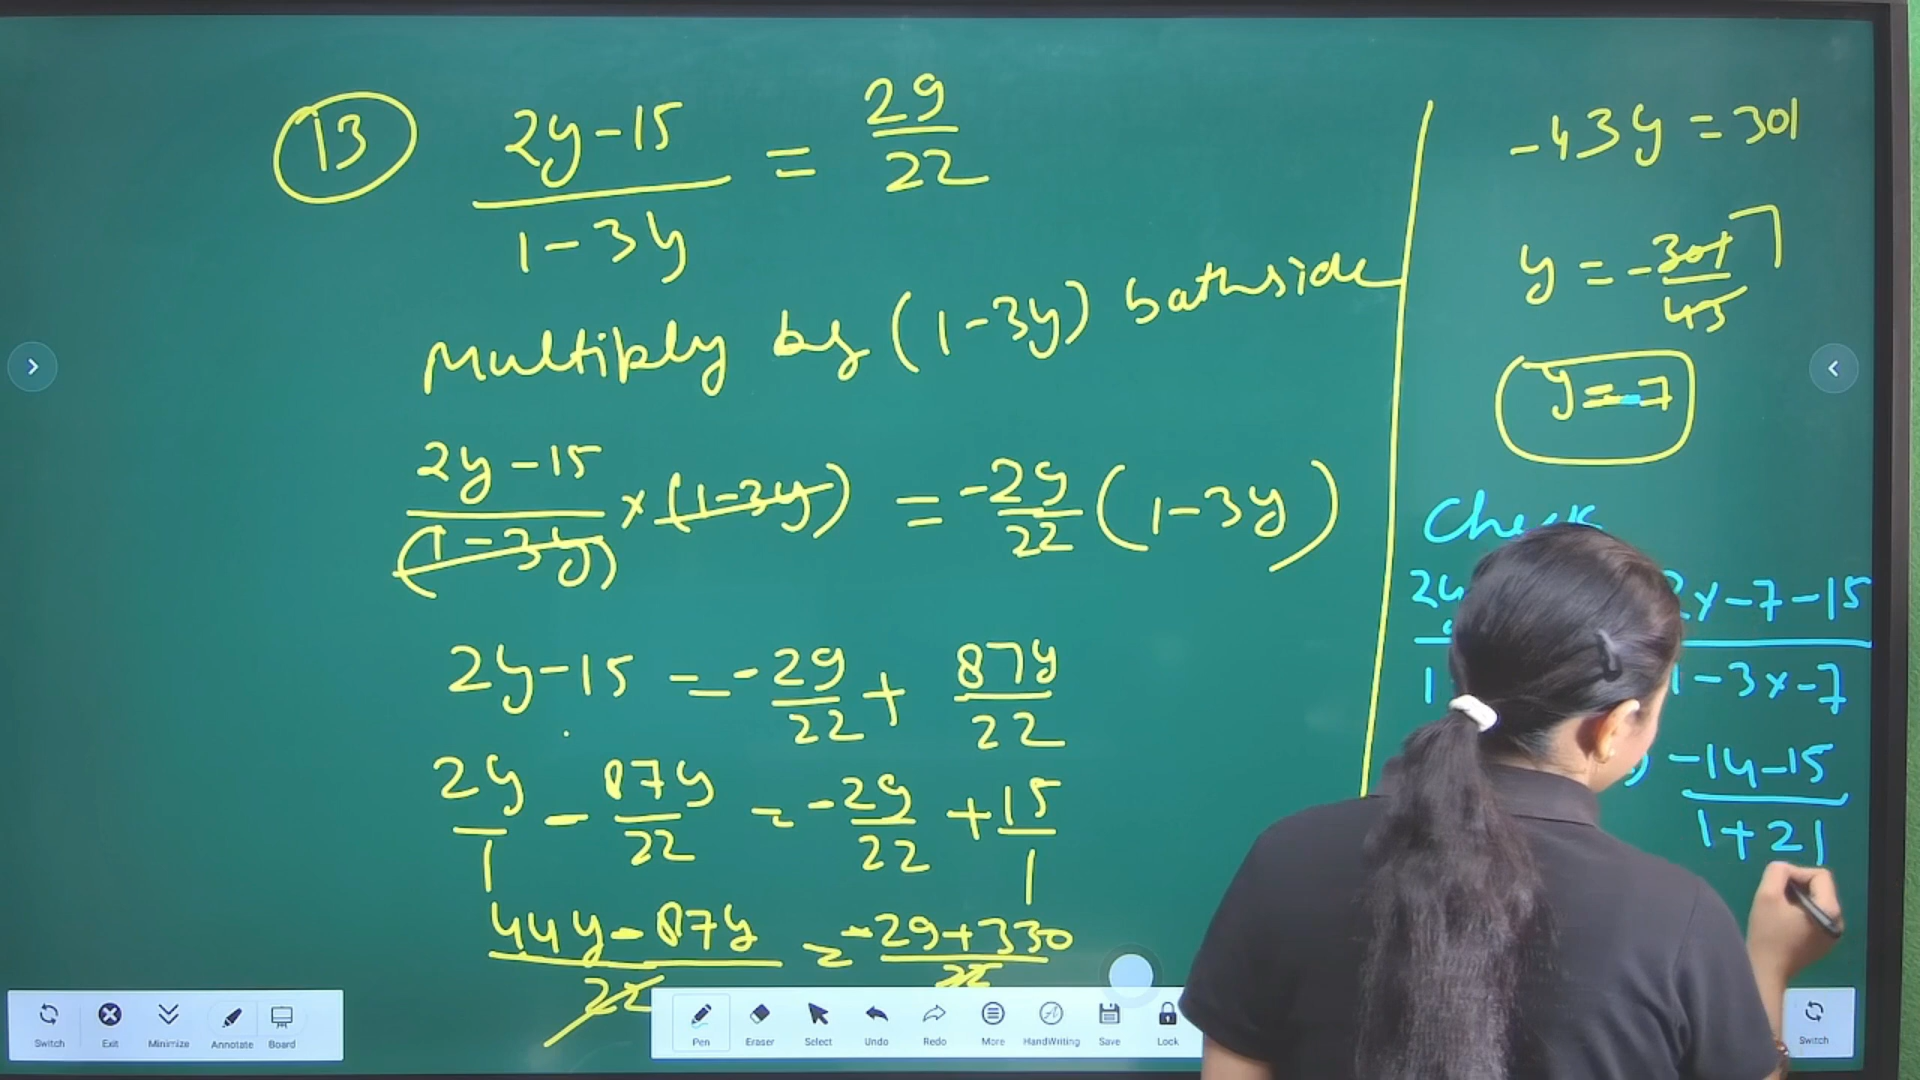 13 2y-15/1-3y = 29/22
Multiply by (1-3y) bathside
2y-15/(1-3y) × (1-3y) = -29/22 (1-3y)
2y-15 = -29/22 + 87y/22
2y/1 - 87y/22 = -29/22 + 15/1
44y-87y/22 = -29+330/22
-43y = 301
y = -301/43 7
y = -7
Check
2×-7-15
1-3×-7
-14-15
1+21
Switch Exit Minimize Annotate Board
Pen Eraser Select Undo Redo More HandWriting Save Lock
Switch